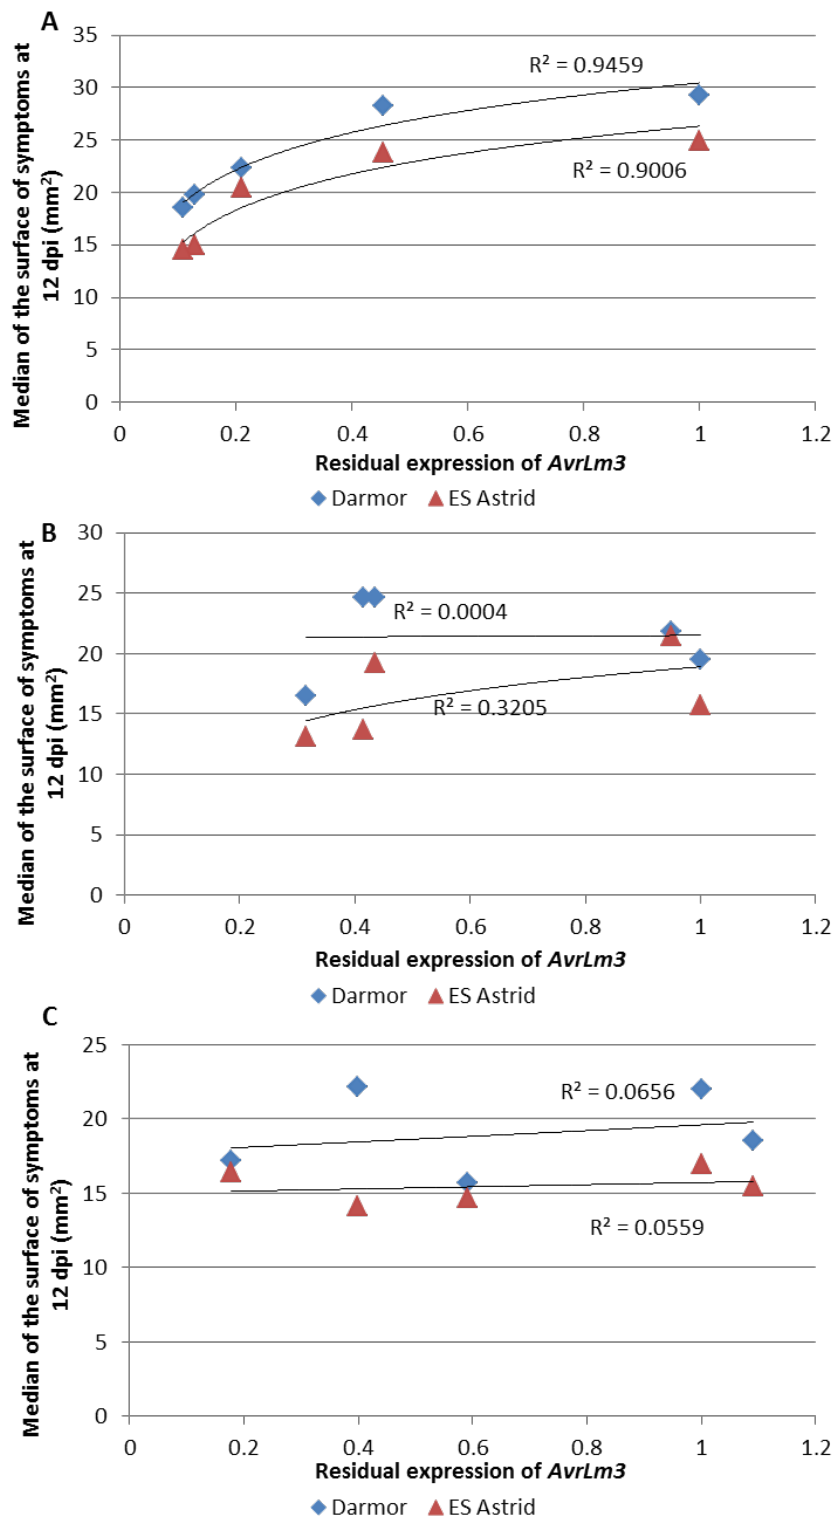 A
Median of the surface of symptoms at
12 dpi (mm²)
35
30
25
20
15
10
5
0
R² = 0.9459
R² = 0.9006
0 0.2 0.4 0.6 0.8 1 1.2
Residual expression of AvrLm3
Darmor ES Astrid
B
Median of the surface of symptoms at
12 dpi (mm²)
30
25
20
15
10
5
0
R² = 0.0004
R² = 0.3205
0 0.2 0.4 0.6 0.8 1 1.2
Residual expression of AvrLm3
Darmor ES Astrid
C
Median of the surface of symptoms at
12 dpi (mm²)
25
20
15
10
5
0
R² = 0.0656
R² = 0.0559
0 0.2 0.4 0.6 0.8 1 1.2
Residual expression of AvrLm3
Darmor ES Astrid